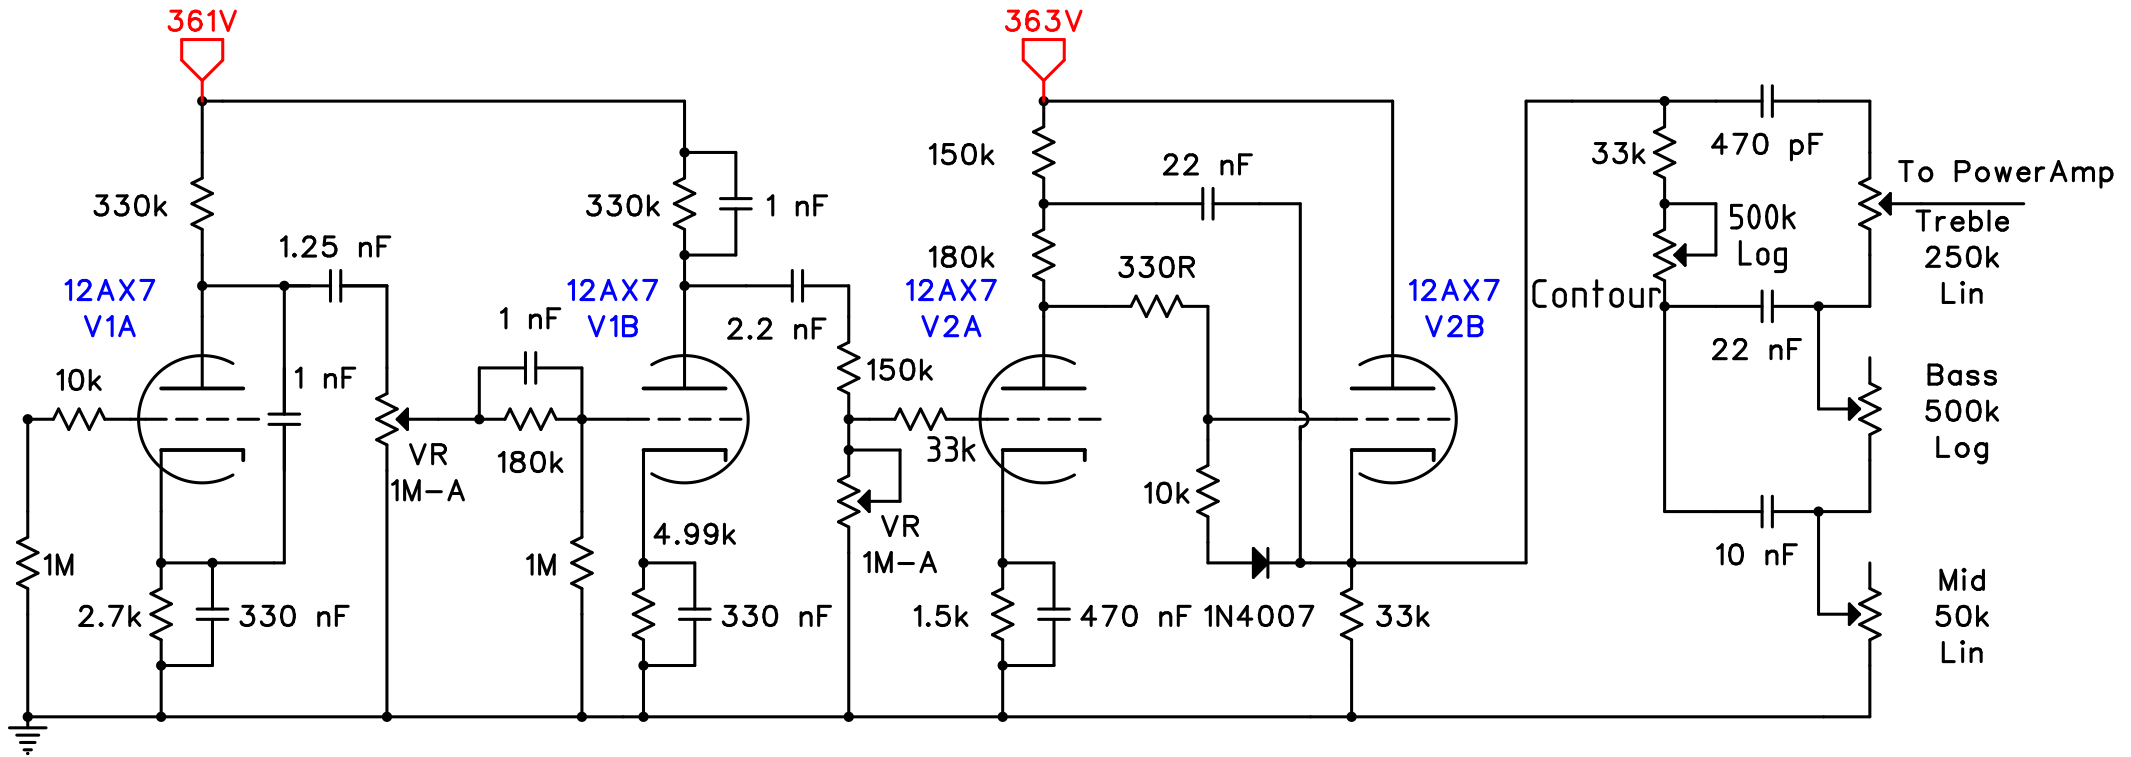 361V
363V
330k
1.25 nF
12AX7
V1A
10k
1 nF
1M
2.7k
330 nF
VR
1M-A
1 nF
180k
1M
330k
1 nF
12AX7
V1B
2.2 nF
4.99k
330 nF
150k
33k
VR
1M-A
150k
180k
12AX7
V2A
22 nF
330R
10k
1.5k
470 nF
1N4007
12AX7
V2B
33k
33k
470 pF
500k
Log
Contour
22 nF
10 nF
To PowerAmp
Treble
250k
Lin
Bass
500k
Log
Mid
50k
Lin